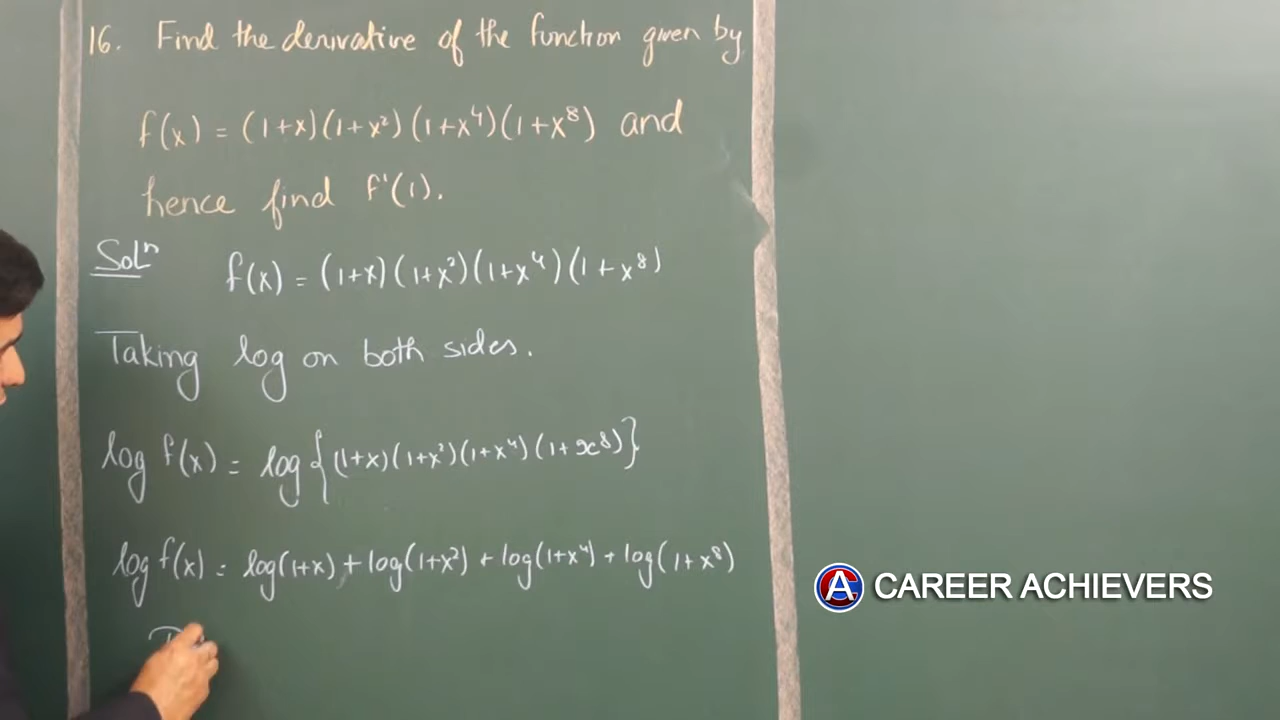 16. Find the derivative of the function given by
f(x) = (1+x)(1+x²)(1+x⁴)(1+x⁸) and
hence find f'(1).
Solⁿ f(x) = (1+x)(1+x²)(1+x⁴)(1+x⁸)
Taking log on both sides.
log f(x) = log{(1+x)(1+x²)(1+x⁴)(1+x⁸)}
log f(x) = log(1+x) + log(1+x²) + log(1+x⁴) + log(1+x⁸)
CAREER ACHIEVERS